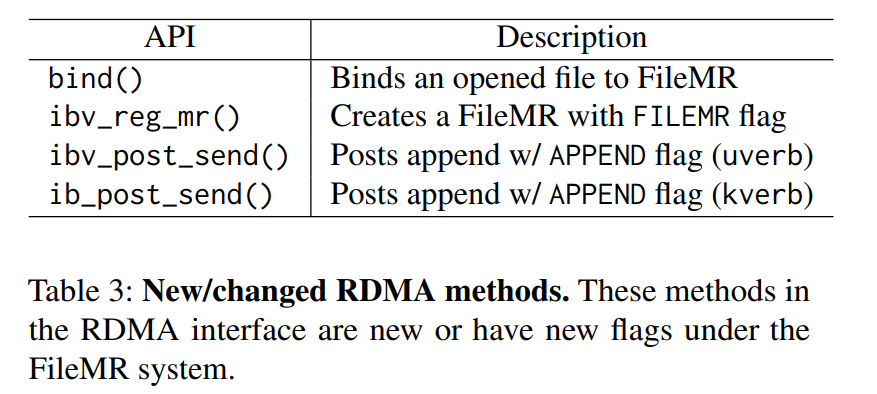 API Description
bind() Binds an opened file to FileMR
ibv_reg_mr() Creates a FileMR with FILEMR flag
ibv_post_send() Posts append w/ APPEND flag (uverb)
ib_post_send() Posts append w/ APPEND flag (kverb)
Table 3: New/changed RDMA methods. These methods in
the RDMA interface are new or have new flags under the
FileMR system.